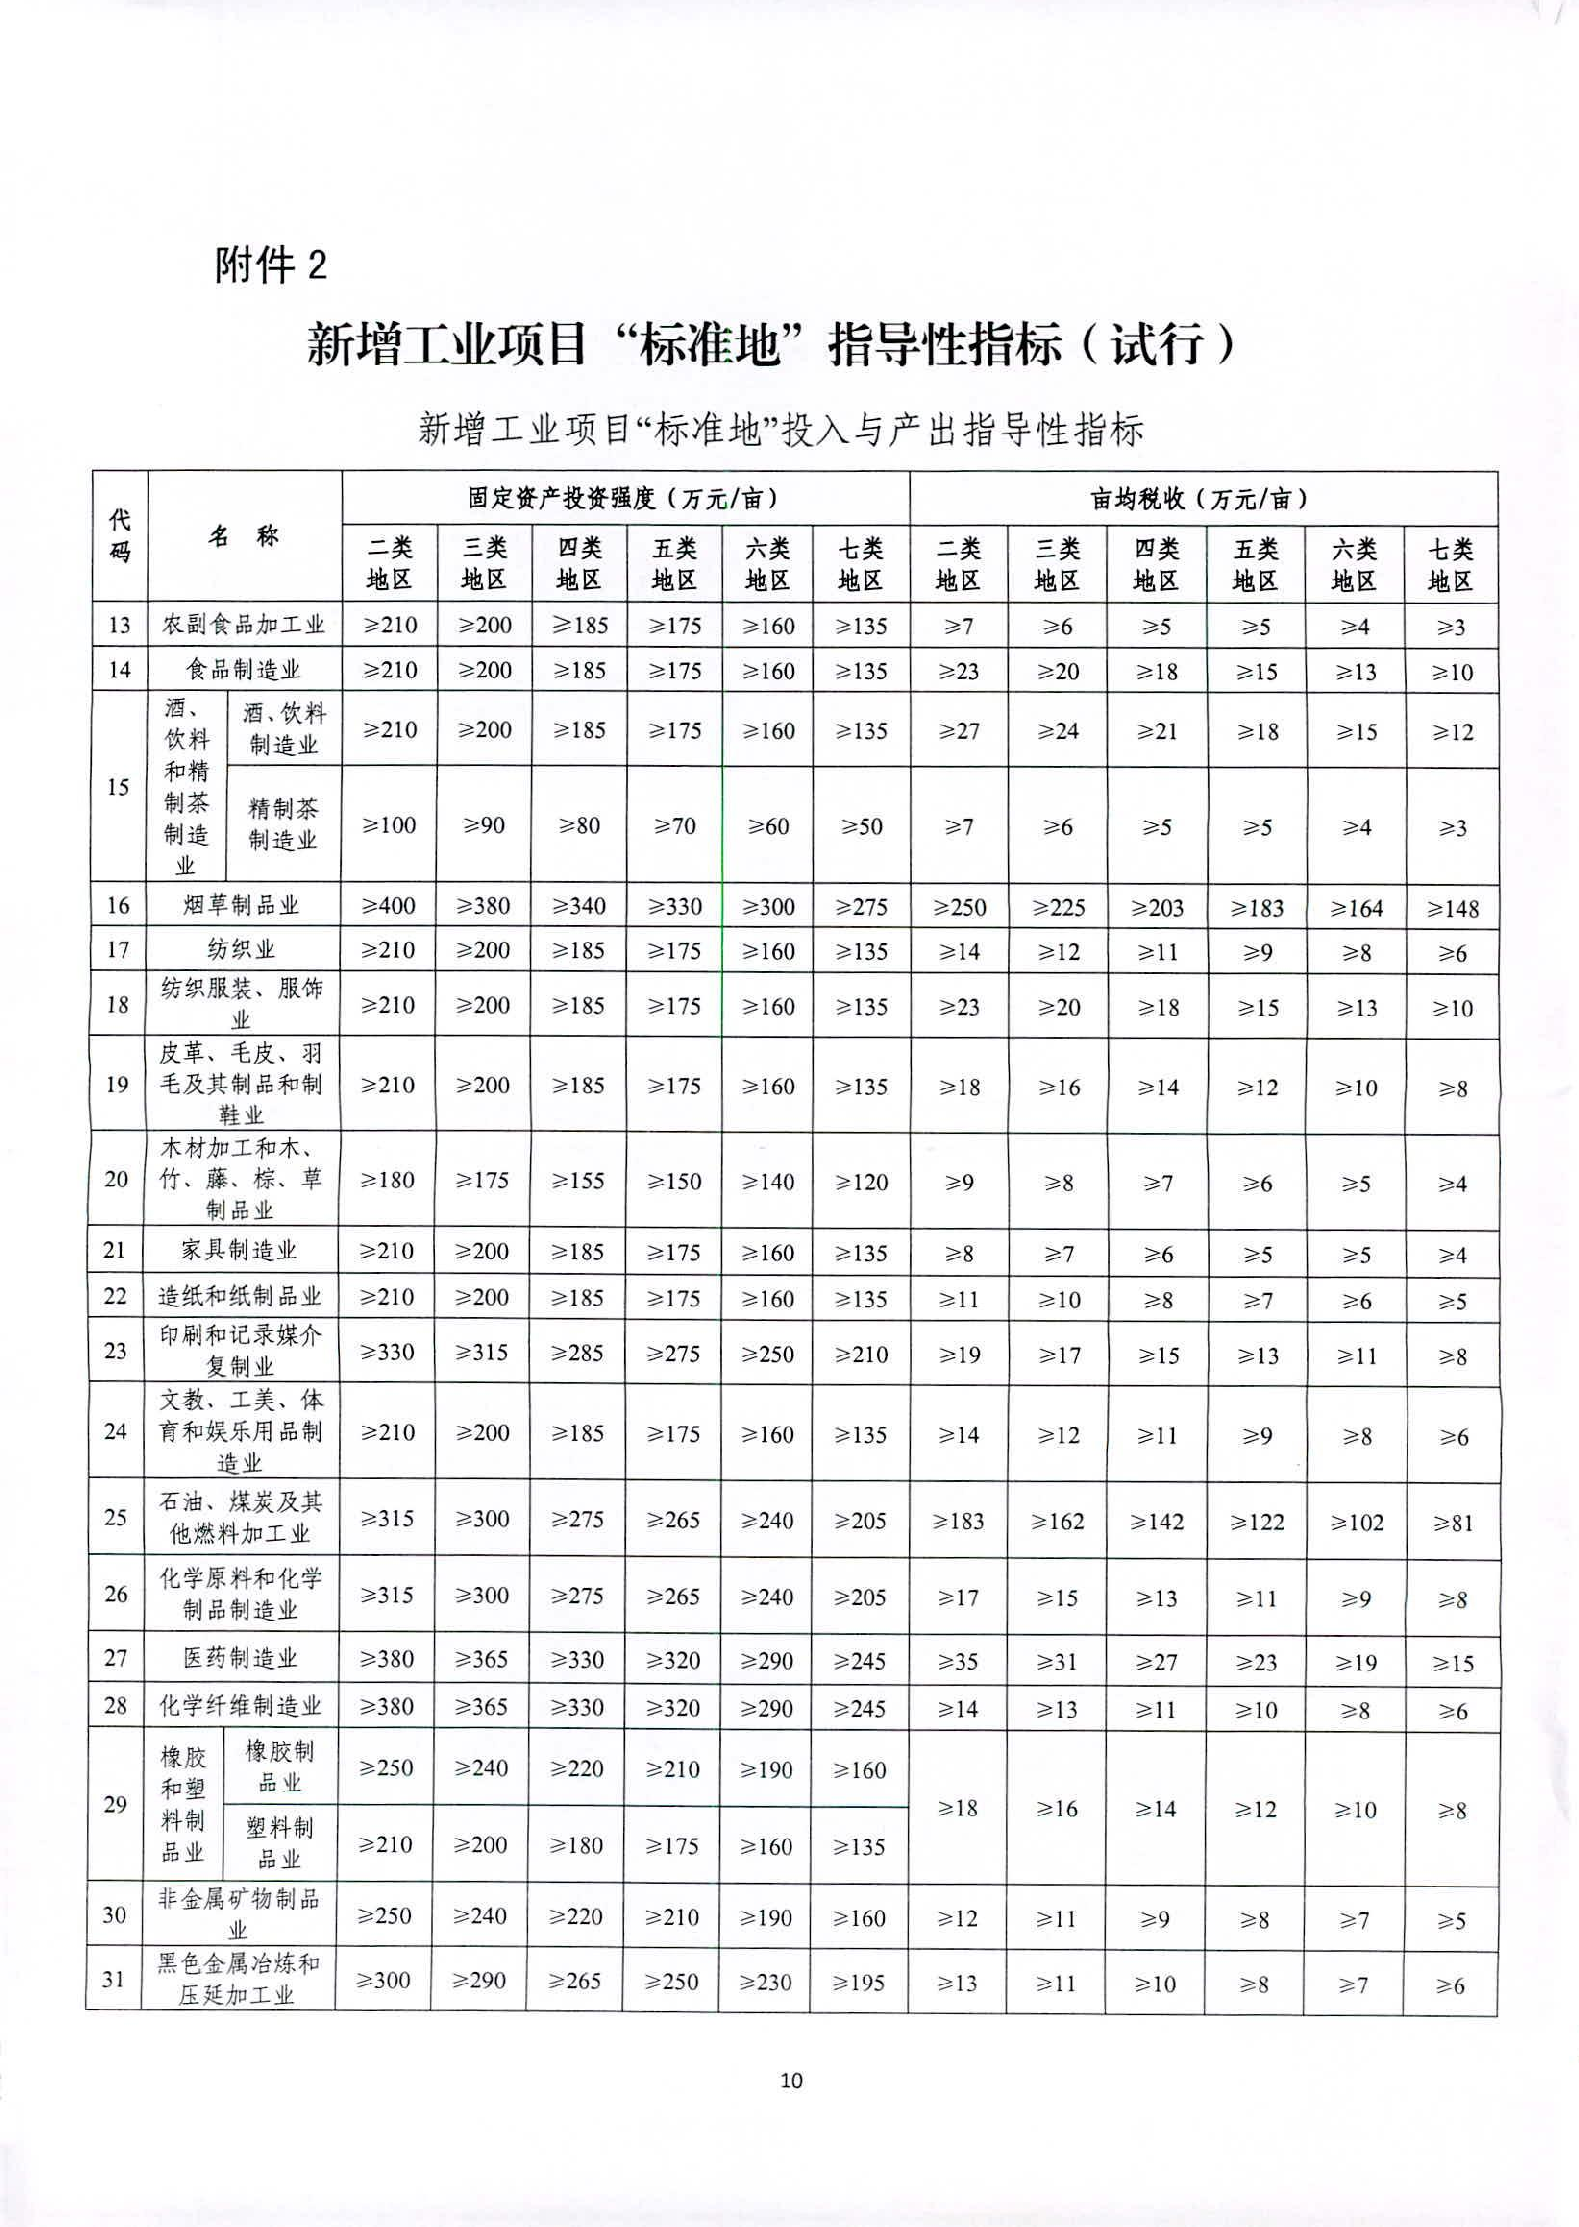 附件2
新增工业项目“标准地”指导性指标（试行）
新增工业项目“标准地”投入与产出指导性指标
代码 名 称 固定资产投资强度（万元/亩） 亩均税收（万元/亩）
二类地区 三类地区 四类地区 五类地区 六类地区 七类地区 二类地区 三类地区 四类地区 五类地区 六类地区 七类地区
13 农副食品加工业 ≥210 ≥200 ≥185 ≥175 ≥160 ≥135 ≥7 ≥6 ≥5 ≥5 ≥4 ≥3
14 食品制造业 ≥210 ≥200 ≥185 ≥175 ≥160 ≥135 ≥23 ≥20 ≥18 ≥15 ≥13 ≥10
15 酒、饮料和精制茶制造业 酒、饮料制造业 ≥210 ≥200 ≥185 ≥175 ≥160 ≥135 ≥27 ≥24 ≥21 ≥18 ≥15 ≥12
精制茶制造业 ≥100 ≥90 ≥80 ≥70 ≥60 ≥50 ≥7 ≥6 ≥5 ≥5 ≥4 ≥3
16 烟草制品业 ≥400 ≥380 ≥340 ≥330 ≥300 ≥275 ≥250 ≥225 ≥203 ≥183 ≥164 ≥148
17 纺织业 ≥210 ≥200 ≥185 ≥175 ≥160 ≥135 ≥14 ≥12 ≥11 ≥9 ≥8 ≥6
18 纺织服装、服饰业 ≥210 ≥200 ≥185 ≥175 ≥160 ≥135 ≥23 ≥20 ≥18 ≥15 ≥13 ≥10
19 皮革、毛皮、羽毛及其制品和制鞋业 ≥210 ≥200 ≥185 ≥175 ≥160 ≥135 ≥18 ≥16 ≥14 ≥12 ≥10 ≥8
20 木材加工和木、竹、藤、棕、草制品业 ≥180 ≥175 ≥155 ≥150 ≥140 ≥120 ≥9 ≥8 ≥7 ≥6 ≥5 ≥4
21 家具制造业 ≥210 ≥200 ≥185 ≥175 ≥160 ≥135 ≥8 ≥7 ≥6 ≥5 ≥5 ≥4
22 造纸和纸制品业 ≥210 ≥200 ≥185 ≥175 ≥160 ≥135 ≥11 ≥10 ≥8 ≥7 ≥6 ≥5
23 印刷和记录媒介复制业 ≥330 ≥315 ≥285 ≥275 ≥250 ≥210 ≥19 ≥17 ≥15 ≥13 ≥11 ≥8
24 文教、工美、体育和娱乐用品制造业 ≥210 ≥200 ≥185 ≥175 ≥160 ≥135 ≥14 ≥12 ≥11 ≥9 ≥8 ≥6
25 石油、煤炭及其他燃料加工业 ≥315 ≥300 ≥275 ≥265 ≥240 ≥205 ≥183 ≥162 ≥142 ≥122 ≥102 ≥81
26 化学原料和化学制品制造业 ≥315 ≥300 ≥275 ≥265 ≥240 ≥205 ≥17 ≥15 ≥13 ≥11 ≥9 ≥8
27 医药制造业 ≥380 ≥365 ≥330 ≥320 ≥290 ≥245 ≥35 ≥31 ≥27 ≥23 ≥19 ≥15
28 化学纤维制造业 ≥380 ≥365 ≥330 ≥320 ≥290 ≥245 ≥14 ≥13 ≥11 ≥10 ≥8 ≥6
29 橡胶和塑料制品业 橡胶制品业 ≥250 ≥240 ≥220 ≥210 ≥190 ≥160 ≥18 ≥16 ≥14 ≥12 ≥10 ≥8
塑料制品业 ≥210 ≥200 ≥180 ≥175 ≥160 ≥135
30 非金属矿物制品业 ≥250 ≥240 ≥220 ≥210 ≥190 ≥160 ≥12 ≥11 ≥9 ≥8 ≥7 ≥5
31 黑色金属冶炼和压延加工业 ≥300 ≥290 ≥265 ≥250 ≥230 ≥195 ≥13 ≥11 ≥10 ≥8 ≥7 ≥6
10